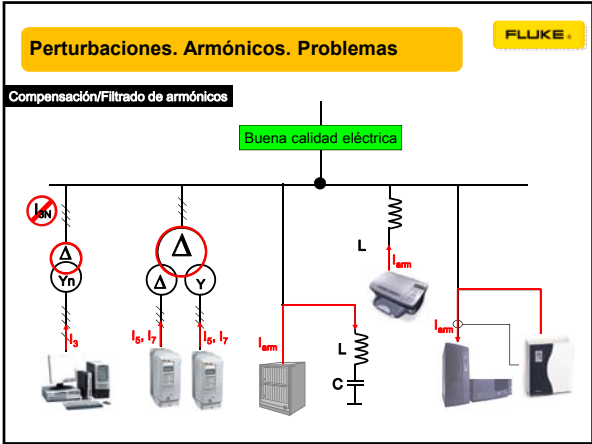 Perturbaciones. Armónicos. Problemas
FLUKE®
Compensación/Filtrado de armónicos
Buena calidad eléctrica
I3N
Δ
Yn
I3
Δ
Δ
Y
I5, I7
I5, I7
Iarm
L
C
L
Iarm
Iarm